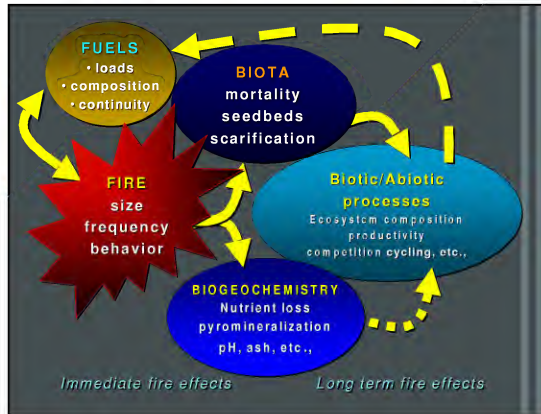 FUELS
• loads
• composition
• continuity
BIOTA
mortality
seedbeds
scarification
FIRE
size
frequency
behavior
Biotic/Abiotic
processes
Ecosystem composition
productivity
competition cycling, etc.,
BIOGEOCHEMISTRY
Nutrient loss
pyromineralization
pH, ash, etc.,
Immediate fire effects
Long term fire effects